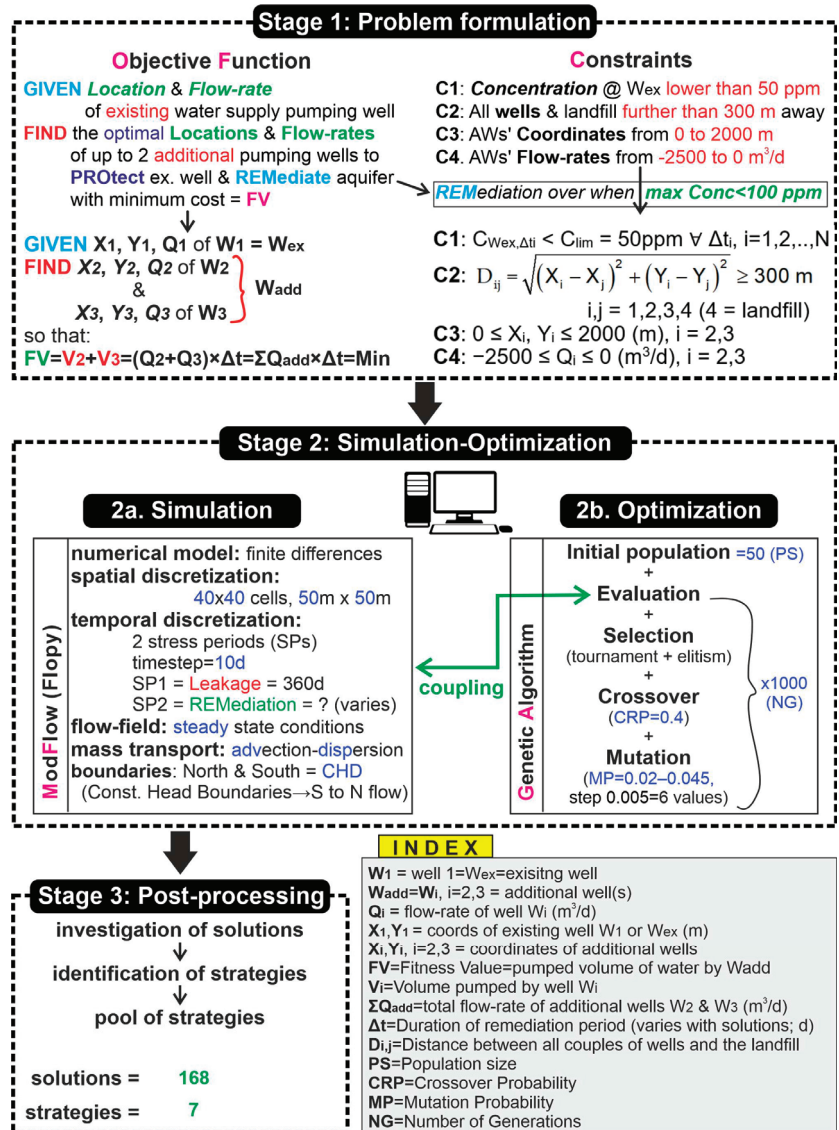 Stage 1: Problem formulation
Objective Function
GIVEN Location & Flow-rate
of existing water supply pumping well
FIND the optimal Locations & Flow-rates
of up to 2 additional pumping wells to
PROtect ex. well & REMediate aquifer
with minimum cost = FV
GIVEN X1, Y1, Q1 of W1 = Wex
FIND X2, Y2, Q2 of W2
&
X3, Y3, Q3 of W3
Wadd
so that:
FV=V2+V3=(Q2+Q3)×Δt=ΣQadd×Δt=Min
Constraints
C1: Concentration @ Wex lower than 50 ppm
C2: All wells & landfill further than 300 m away
C3: AWs' Coordinates from 0 to 2000 m
C4. AWs' Flow-rates from -2500 to 0 m³/d
REMediation over when max Conc<100 ppm
C1: CWex,Δti < Clim = 50ppm ∀ Δti, i=1,2,..,N
C2: Dij = √(Xi − Xj)² + (Yi − Yj)² ≥ 300 m
i,j = 1,2,3,4 (4 = landfill)
C3: 0 ≤ Xi, Yi ≤ 2000 (m), i = 2,3
C4: −2500 ≤ Qi ≤ 0 (m³/d), i = 2,3
Stage 2: Simulation-Optimization
2a. Simulation
ModFlow (Flopy)
numerical model: finite differences
spatial discretization:
40x40 cells, 50m x 50m
temporal discretization:
2 stress periods (SPs)
timestep=10d
SP1 = Leakage = 360d
SP2 = REMediation = ? (varies)
flow-field: steady state conditions
mass transport: advection-dispersion
boundaries: North & South = CHD
(Const. Head Boundaries→S to N flow)
coupling
2b. Optimization
Genetic Algorithm
Initial population =50 (PS)
+
Evaluation
+
Selection
(tournament + elitism)
+
Crossover
(CRP=0.4)
+
Mutation
(MP=0.02–0.045,
step 0.005=6 values)
x1000
(NG)
Stage 3: Post-processing
investigation of solutions
identification of strategies
pool of strategies
solutions = 168
strategies = 7
INDEX
W1 = well 1=Wex=exisitng well
Wadd=Wi, i=2,3 = additional well(s)
Qi = flow-rate of well Wi (m³/d)
X1,Y1 = coords of existing well W1 or Wex (m)
Xi,Yi, i=2,3 = coordinates of additional wells
FV=Fitness Value=pumped volume of water by Wadd
Vi=Volume pumped by well Wi
ΣQadd=total flow-rate of additional wells W2 & W3 (m³/d)
Δt=Duration of remediation period (varies with solutions; d)
Di,j=Distance between all couples of wells and the landfill
PS=Population size
CRP=Crossover Probability
MP=Mutation Probability
NG=Number of Generations